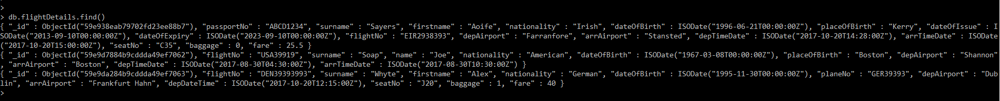 >
> db.flightDetails.find()
{ "_id" : ObjectId("59e938eab79702fd23ee88b7"), "passportNo" : "ABCD1234", "surname" : "Sayers", "firstname" : "Aoife", "nationality" : "Irish", "dateOfBirth" : ISODate("1996-06-21T00:00:00Z"), "placeOfBirth" : "Kerry", "dateOfIssue" : I
SODate("2013-09-10T00:00:00Z"), "dateOfExpiry" : ISODate("2023-09-10T00:00:00Z"), "flightNo" : "EIR2938393", "depAirport" : "Farranfore", "arrAirport" : "Stansted", "depTimeDate" : ISODate("2017-10-20T14:28:00Z"), "arrTimeDate" : ISODate
("2017-10-20T15:00:00Z"), "seatNo" : "C35", "baggage" : 0, "fare" : 25.5 }
{ "_id" : ObjectId("59e9d7884b9cddda49ef7062"), "flightNo" : "USA39919", "surname" : "Soap", "name" : "Joe", "nationality" : "American", "dateOfBirth" : ISODate("1967-03-08T00:00:00Z"), "placeOfBirth" : "Boston", "depAirport" : "Shannon"
, "arrAirport" : "Boston", "depTimeDate" : ISODate("2017-08-30T04:30:00Z"), "arrTimeDate" : ISODate("2017-08-30T10:30:00Z") }
{ "_id" : ObjectId("59e9da284b9cddda49ef7063"), "flightNo" : "DEN39393993", "surname" : "Whyte", "firstname" : "Alex", "nationality" : "German", "dateOfBirth" : ISODate("1995-11-30T00:00:00Z"), "planeNo" : "GER39393", "depAirport" : "Dub
lin", "arrAirport" : "Frankfurt Hahn", "depDateTime" : ISODate("2017-10-20T12:15:00Z"), "seatNo" : "J20", "baggage" : 1, "fare" : 40 }
>